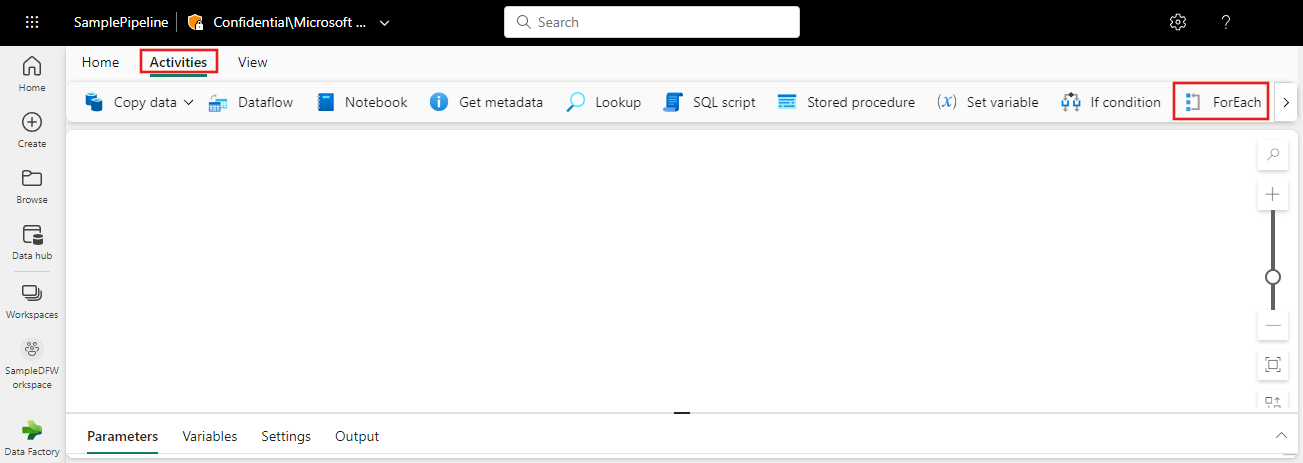 SamplePipeline Confidential\Microsoft ... Search ?
Home Activities View
Home
Copy data Dataflow Notebook i Get metadata Lookup SQL script Stored procedure (x) Set variable If condition ForEach
Create
Browse
Data hub
Workspaces
SampleDFW
orkspace
Data Factory
Parameters Variables Settings Output